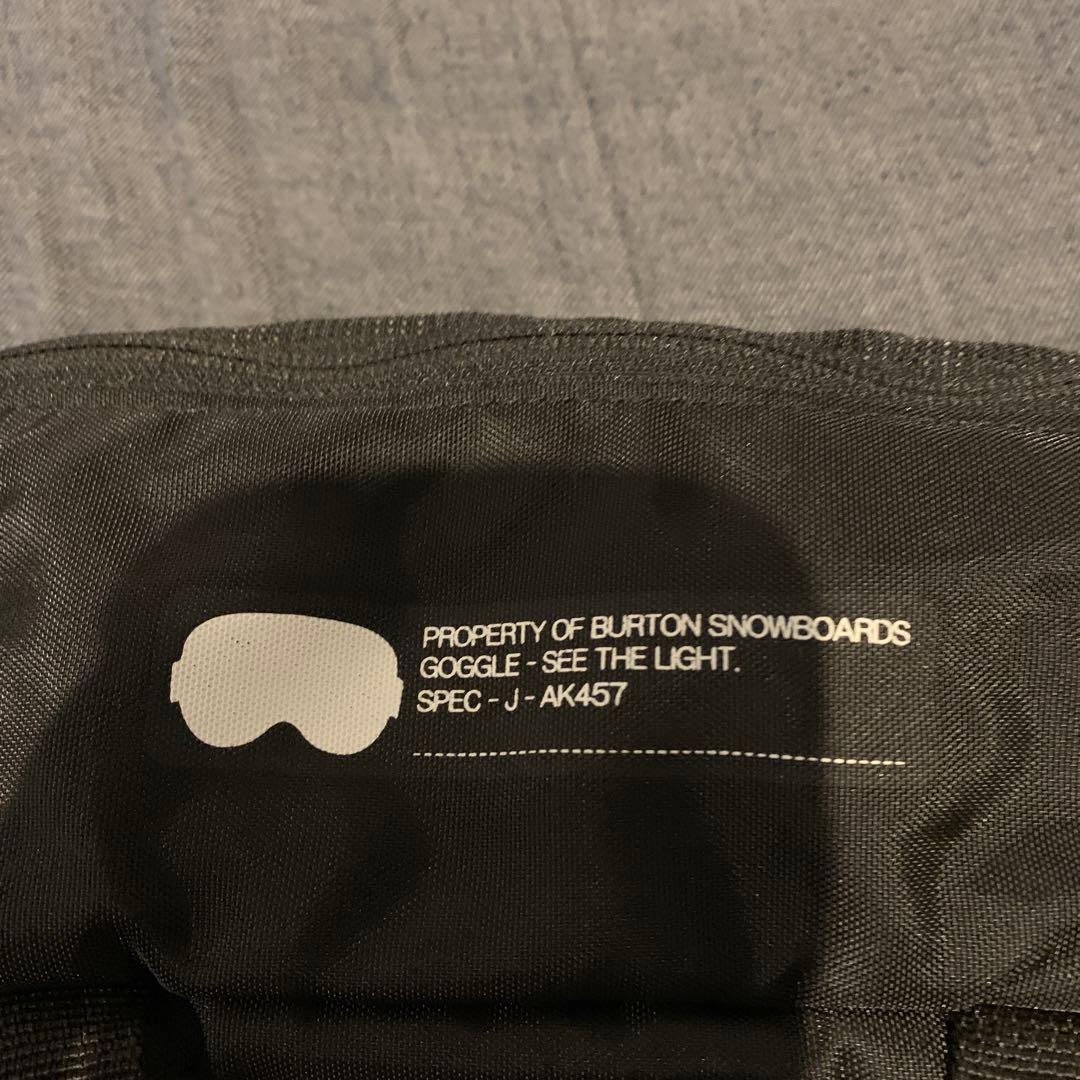 PROPERTY OF BURTON SNOWBOARDS
GOGGLE - SEE THE LIGHT.
SPEC - J - AK457